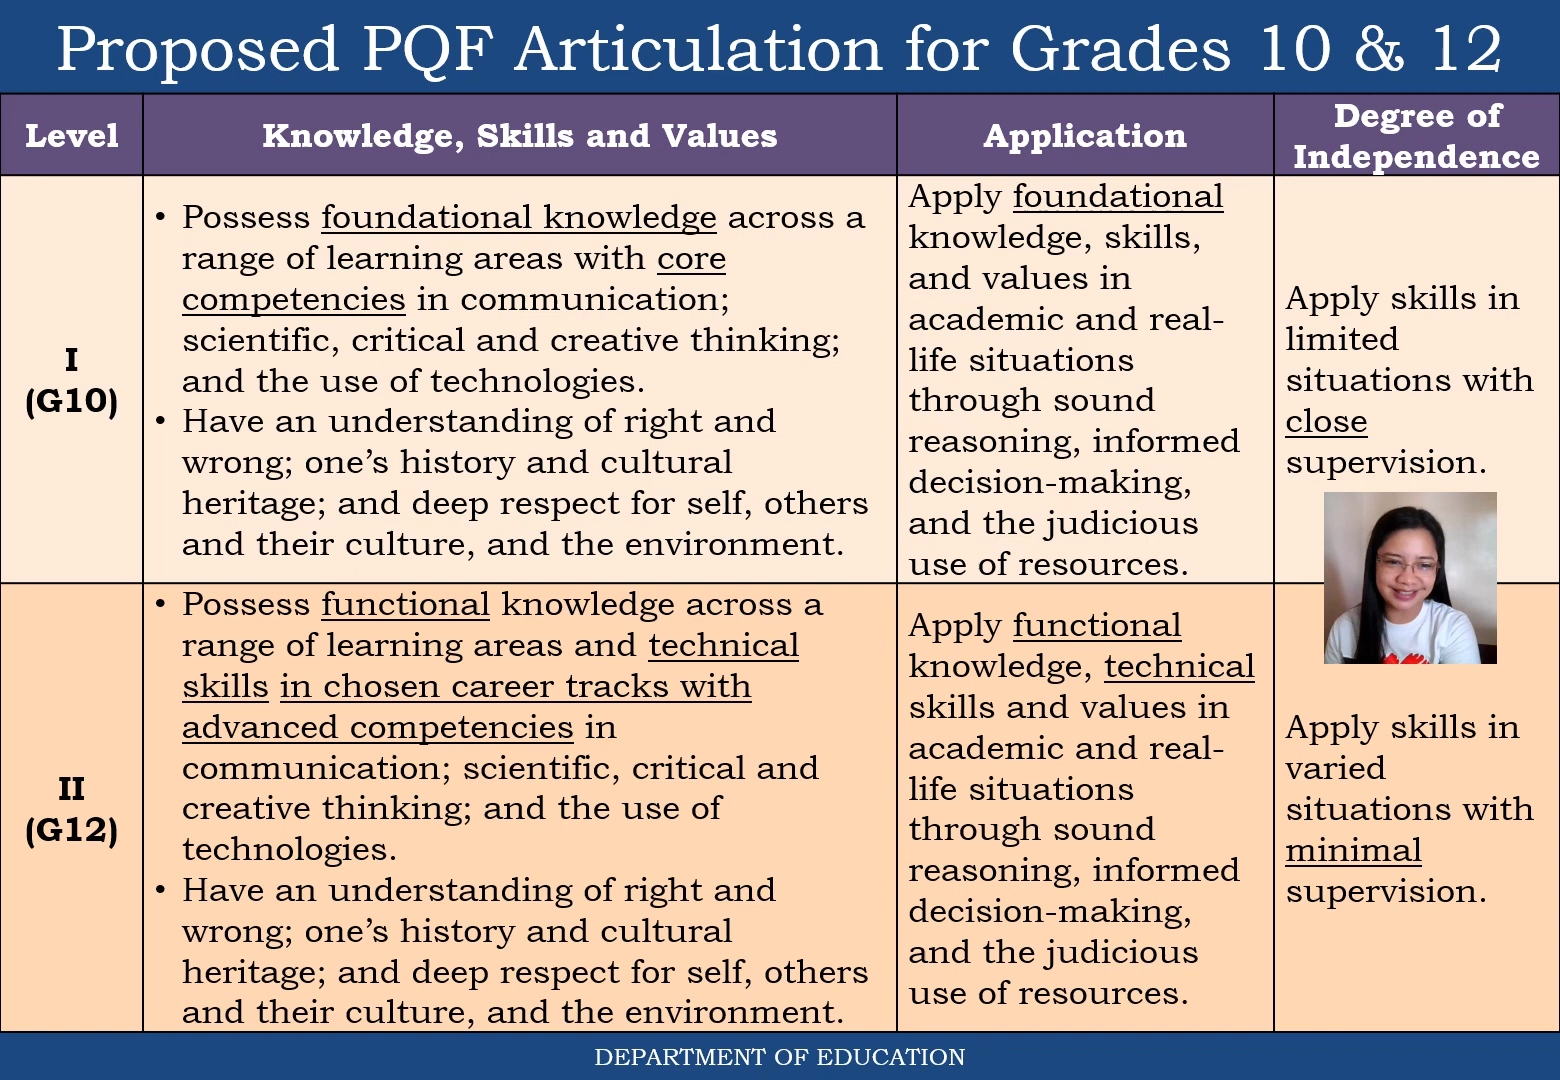 Proposed PQF Articulation for Grades 10 & 12
Level
Knowledge, Skills and Values
Application
Degree of
Independence
I
(G10)
• Possess foundational knowledge across a
range of learning areas with core
competencies in communication;
scientific, critical and creative thinking;
and the use of technologies.
• Have an understanding of right and
wrong; one’s history and cultural
heritage; and deep respect for self, others
and their culture, and the environment.
Apply foundational
knowledge, skills,
and values in
academic and real-
life situations
through sound
reasoning, informed
decision-making,
and the judicious
use of resources.
Apply skills in
limited
situations with
close
supervision.
II
(G12)
• Possess functional knowledge across a
range of learning areas and technical
skills in chosen career tracks with
advanced competencies in
communication; scientific, critical and
creative thinking; and the use of
technologies.
• Have an understanding of right and
wrong; one’s history and cultural
heritage; and deep respect for self, others
and their culture, and the environment.
Apply functional
knowledge, technical
skills and values in
academic and real-
life situations
through sound
reasoning, informed
decision-making,
and the judicious
use of resources.
Apply skills in
varied
situations with
minimal
supervision.
DEPARTMENT OF EDUCATION